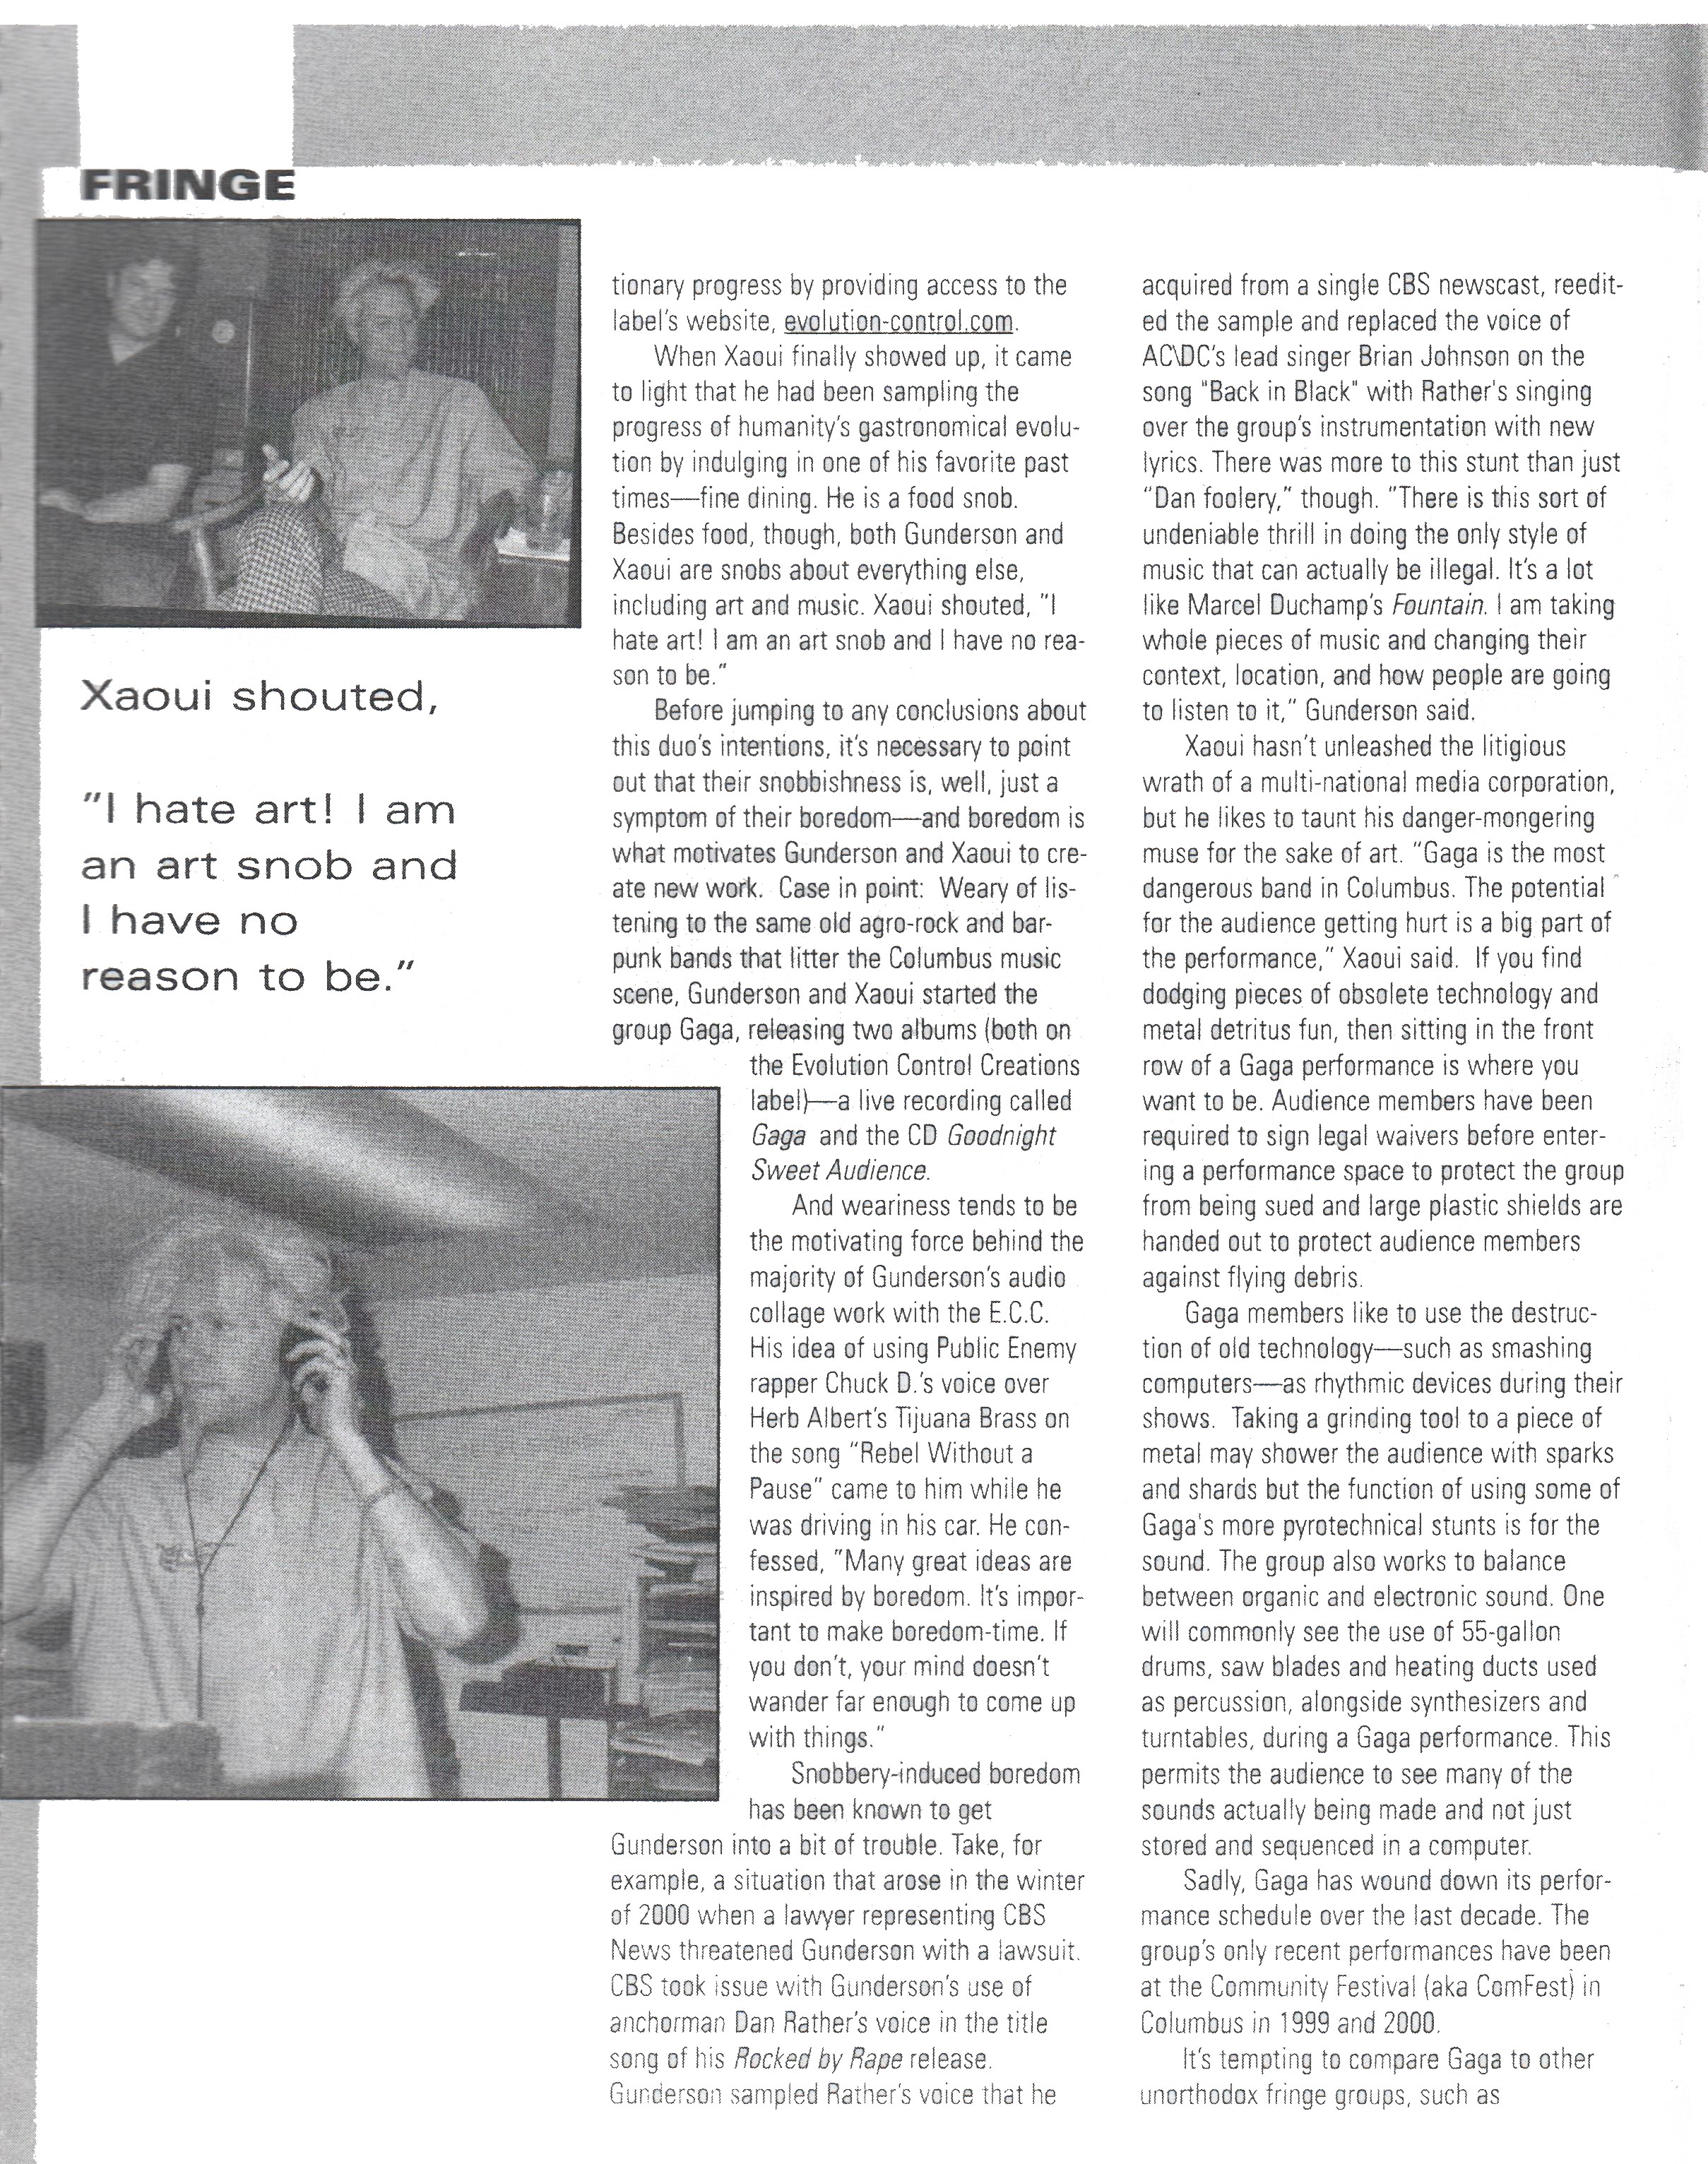 FRINGE
Xaoui shouted,
"I hate art! I am
an art snob and
I have no
reason to be."
tionary progress by providing access to the
label's website, evolution-control.com.
When Xaoui finally showed up, it came
to light that he had been sampling the
progress of humanity's gastronomical evolu-
tion by indulging in one of his favorite past
times—fine dining. He is a food snob.
Besides food, though, both Gunderson and
Xaoui are snobs about everything else,
including art and music. Xaoui shouted, "I
hate art! I am an art snob and I have no rea-
son to be."
Before jumping to any conclusions about
this duo's intentions, it's necessary to point
out that their snobbishness is, well, just a
symptom of their boredom—and boredom is
what motivates Gunderson and Xaoui to cre-
ate new work. Case in point: Weary of lis-
tening to the same old agro-rock and bar-
punk bands that litter the Columbus music
scene, Gunderson and Xaoui started the
group Gaga, releasing two albums (both on
the Evolution Control Creations
label)—a live recording called
Gaga and the CD Goodnight
Sweet Audience.
And weariness tends to be
the motivating force behind the
majority of Gunderson's audio
collage work with the E.C.C.
His idea of using Public Enemy
rapper Chuck D.'s voice over
Herb Albert's Tijuana Brass on
the song "Rebel Without a
Pause" came to him while he
was driving in his car. He con-
fessed, "Many great ideas are
inspired by boredom. It's impor-
tant to make boredom-time. If
you don't, your mind doesn't
wander far enough to come up
with things."
Snobbery-induced boredom
has been known to get
Gunderson into a bit of trouble. Take, for
example, a situation that arose in the winter
of 2000 when a lawyer representing CBS
News threatened Gunderson with a lawsuit.
CBS took issue with Gunderson's use of
anchorman Dan Rather's voice in the title
song of his Rocked by Rape release.
Gunderson sampled Rather's voice that he
acquired from a single CBS newscast, reedit-
ed the sample and replaced the voice of
AC\DC's lead singer Brian Johnson on the
song "Back in Black" with Rather's singing
over the group's instrumentation with new
lyrics. There was more to this stunt than just
"Dan foolery," though. "There is this sort of
undeniable thrill in doing the only style of
music that can actually be illegal. It's a lot
like Marcel Duchamp's Fountain. I am taking
whole pieces of music and changing their
context, location, and how people are going
to listen to it," Gunderson said.
Xaoui hasn't unleashed the litigious
wrath of a multi-national media corporation,
but he likes to taunt his danger-mongering
muse for the sake of art. "Gaga is the most
dangerous band in Columbus. The potential
for the audience getting hurt is a big part of
the performance," Xaoui said. If you find
dodging pieces of obsolete technology and
metal detritus fun, then sitting in the front
row of a Gaga performance is where you
want to be. Audience members have been
required to sign legal waivers before enter-
ing a performance space to protect the group
from being sued and large plastic shields are
handed out to protect audience members
against flying debris.
Gaga members like to use the destruc-
tion of old technology—such as smashing
computers—as rhythmic devices during their
shows. Taking a grinding tool to a piece of
metal may shower the audience with sparks
and shards but the function of using some of
Gaga's more pyrotechnical stunts is for the
sound. The group also works to balance
between organic and electronic sound. One
will commonly see the use of 55-gallon
drums, saw blades and heating ducts used
as percussion, alongside synthesizers and
turntables, during a Gaga performance. This
permits the audience to see many of the
sounds actually being made and not just
stored and sequenced in a computer.
Sadly, Gaga has wound down its perfor-
mance schedule over the last decade. The
group's only recent performances have been
at the Community Festival (aka ComFest) in
Columbus in 1999 and 2000.
It's tempting to compare Gaga to other
unorthodox fringe groups, such as